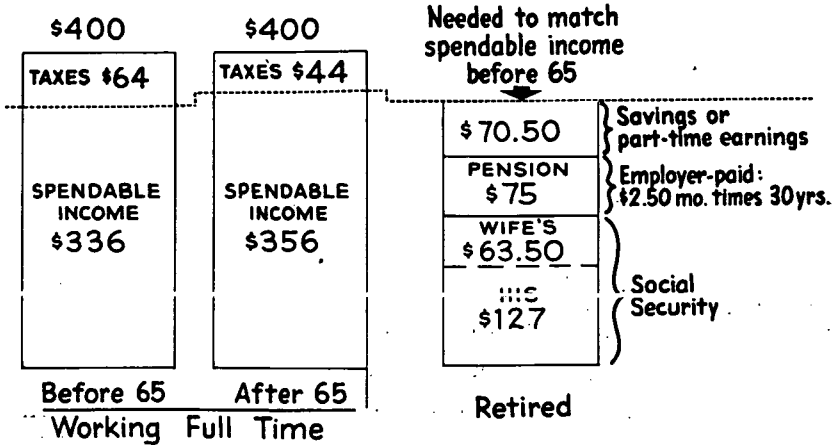 $400
TAXES $64
SPENDABLE
INCOME
$336
Before 65
$400
TAXES $44
SPENDABLE
INCOME
$356
After 65
Working Full Time
Needed to match
spendable income
before 65
$70.50
Savings or
part-time earnings
PENSION
$75
Employer-paid:
$2.50 mo. times 30 yrs.
WIFE'S
$63.50
HIS
$127
Social
Security
Retired